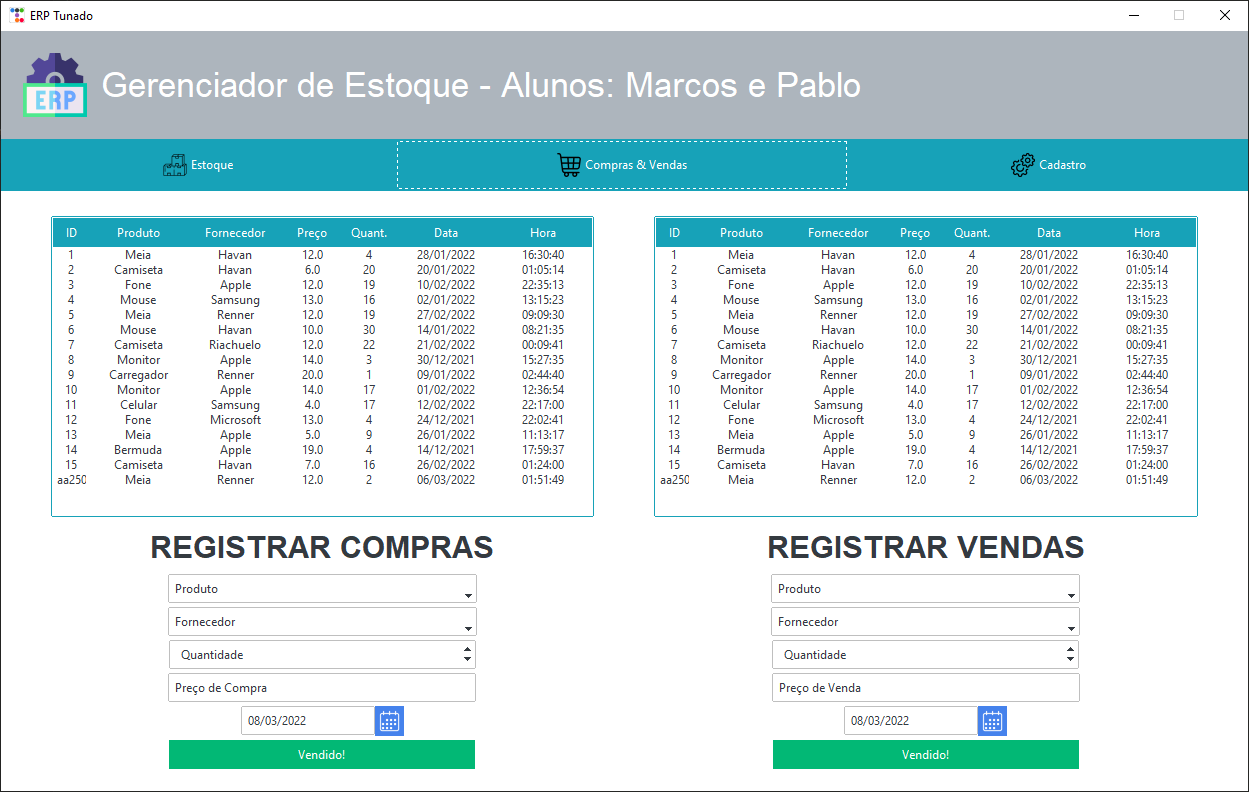 ERP Tunado
ERP
Gerenciador de Estoque - Alunos: Marcos e Pablo
Estoque Compras & Vendas Cadastro
ID Produto Fornecedor Preço Quant. Data Hora
1 Meia Havan 12.0 4 28/01/2022 16:30:40
2 Camiseta Havan 6.0 20 20/01/2022 01:05:14
3 Fone Apple 12.0 19 10/02/2022 22:35:13
4 Mouse Samsung 13.0 16 02/01/2022 13:15:23
5 Meia Renner 12.0 19 27/02/2022 09:09:30
6 Mouse Havan 10.0 30 14/01/2022 08:21:35
7 Camiseta Riachuelo 12.0 22 21/02/2022 00:09:41
8 Monitor Apple 14.0 3 30/12/2021 15:27:35
9 Carregador Renner 20.0 1 09/01/2022 02:44:40
10 Monitor Apple 14.0 17 01/02/2022 12:36:54
11 Celular Samsung 4.0 17 12/02/2022 22:17:00
12 Fone Microsoft 13.0 4 24/12/2021 22:02:41
13 Meia Apple 5.0 9 26/01/2022 11:13:17
14 Bermuda Apple 19.0 4 14/12/2021 17:59:37
15 Camiseta Havan 7.0 16 26/02/2022 01:24:00
aa250 Meia Renner 12.0 2 06/03/2022 01:51:49
REGISTRAR COMPRAS
Produto
Fornecedor
Quantidade
Preço de Compra
08/03/2022
Vendido!
ID Produto Fornecedor Preço Quant. Data Hora
1 Meia Havan 12.0 4 28/01/2022 16:30:40
2 Camiseta Havan 6.0 20 20/01/2022 01:05:14
3 Fone Apple 12.0 19 10/02/2022 22:35:13
4 Mouse Samsung 13.0 16 02/01/2022 13:15:23
5 Meia Renner 12.0 19 27/02/2022 09:09:30
6 Mouse Havan 10.0 30 14/01/2022 08:21:35
7 Camiseta Riachuelo 12.0 22 21/02/2022 00:09:41
8 Monitor Apple 14.0 3 30/12/2021 15:27:35
9 Carregador Renner 20.0 1 09/01/2022 02:44:40
10 Monitor Apple 14.0 17 01/02/2022 12:36:54
11 Celular Samsung 4.0 17 12/02/2022 22:17:00
12 Fone Microsoft 13.0 4 24/12/2021 22:02:41
13 Meia Apple 5.0 9 26/01/2022 11:13:17
14 Bermuda Apple 19.0 4 14/12/2021 17:59:37
15 Camiseta Havan 7.0 16 26/02/2022 01:24:00
aa250 Meia Renner 12.0 2 06/03/2022 01:51:49
REGISTRAR VENDAS
Produto
Fornecedor
Quantidade
Preço de Venda
08/03/2022
Vendido!